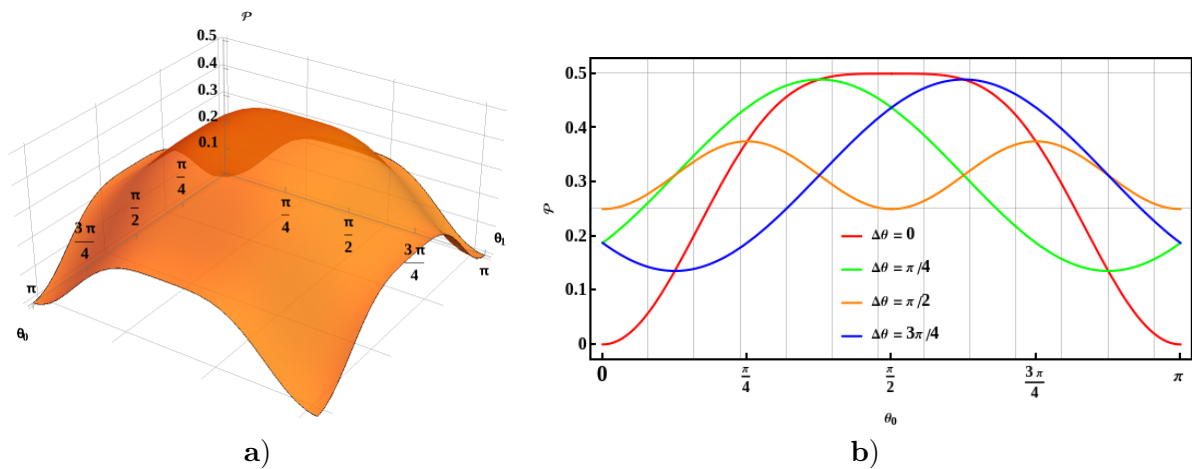 𝒫
0.5
0.4
0.3
0.2
0.1
π/4
π/2
3π/4
π
θ₀
π/4
π/2
3π/4
π
θ₁
a)
𝒫
0.5
0.4
0.3
0.2
0.1
0
Δθ = 0
Δθ = π/4
Δθ = π/2
Δθ = 3π/4
0 π/4 π/2 3π/4 π
θ₀
b)